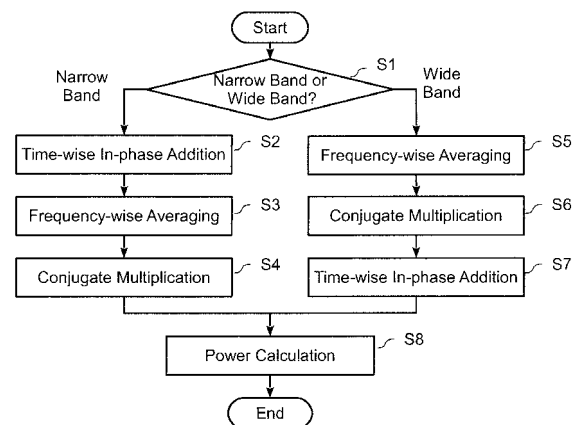 Start
S1
Narrow Band or
Wide Band?
Narrow
Band
Wide
Band
S2
Time-wise In-phase Addition
S3
Frequency-wise Averaging
S4
Conjugate Multiplication
S5
Frequency-wise Averaging
S6
Conjugate Multiplication
S7
Time-wise In-phase Addition
S8
Power Calculation
End